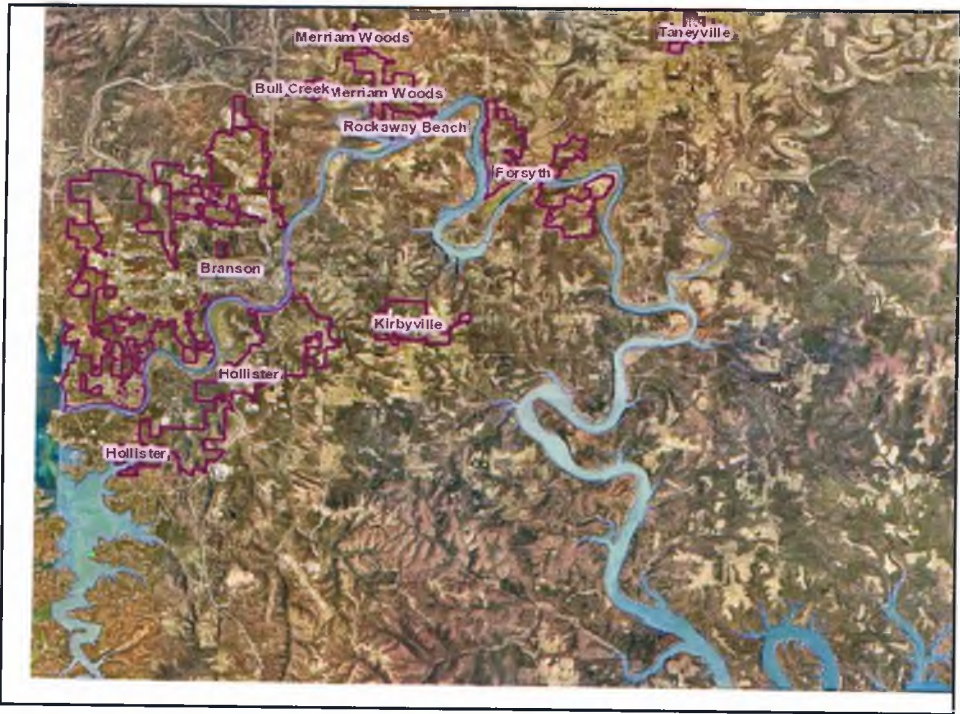 Merriam Woods
Taneyville
Bull Creek
Merriam Woods
Rockaway Beach
Forsyth
Branson
Kirbyville
Hollister
Hollister